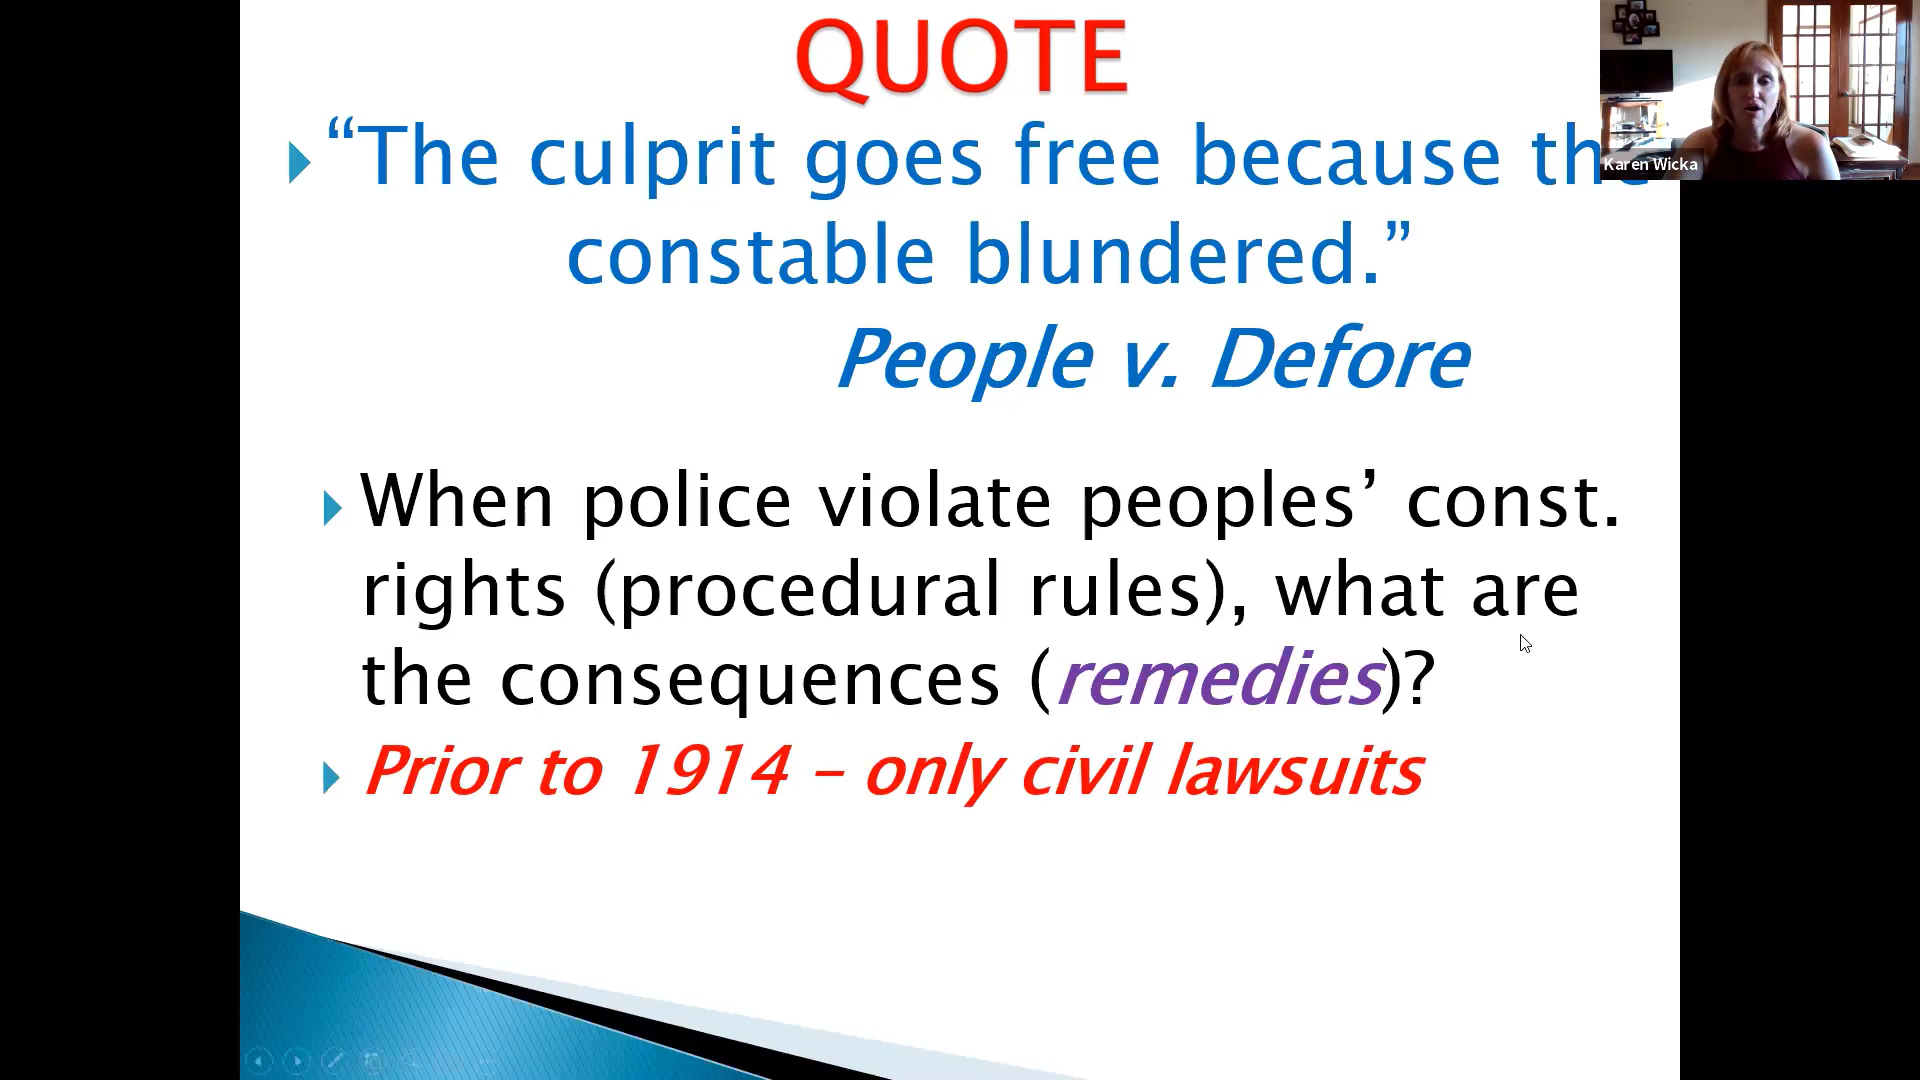 QUOTE
“The culprit goes free because the
constable blundered.”
People v. Defore
When police violate peoples’ const.
rights (procedural rules), what are
the consequences (remedies)?
Prior to 1914 – only civil lawsuits
Karen Wicka